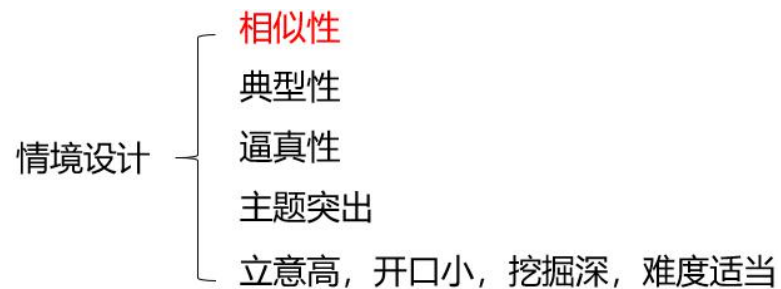 相似性
典型性
逼真性
情境设计
主题突出
立意高，开口小，挖掘深，难度适当